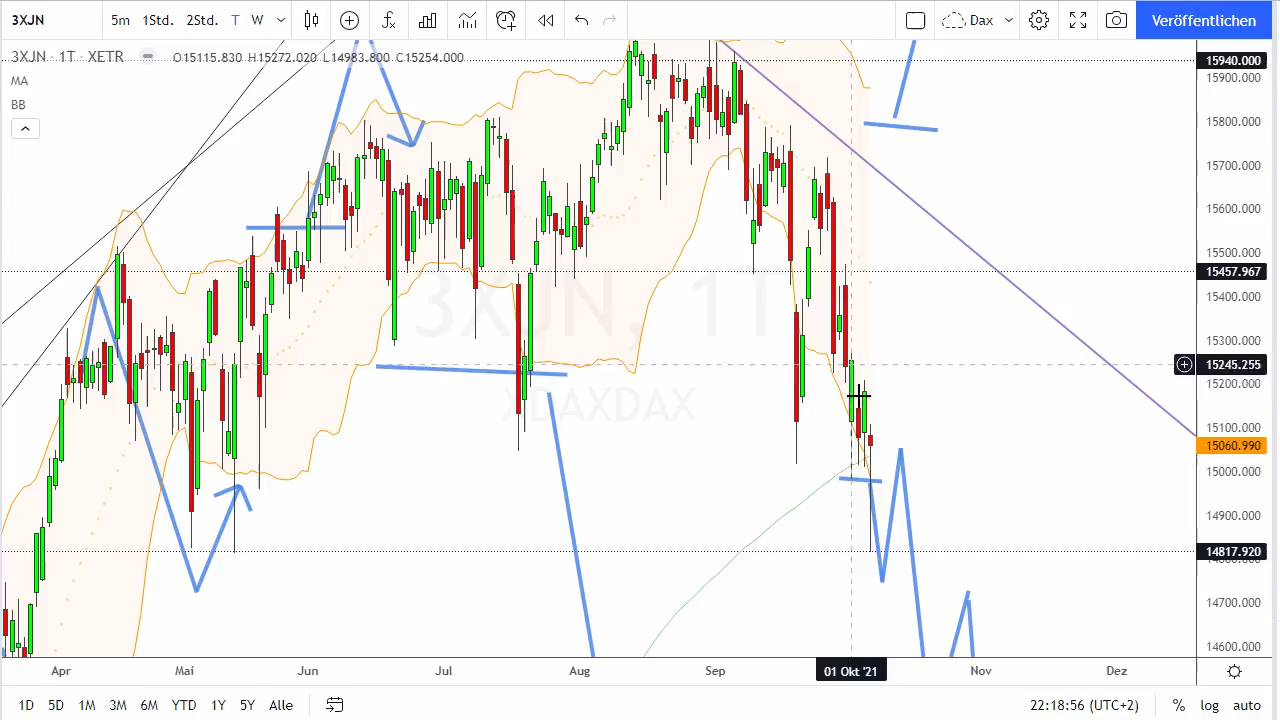 3XJN 5m 1Std. 2Std. T W Dax Veröffentlichen
3XJN · 1T · XETR O15115.830 H15272.020 L14983.800 C15254.000
MA
BB
3XJN, 1T
XDAXDAX
15940.000
15900.000
15800.000
15700.000
15600.000
15500.000
15457.967
15400.000
15300.000
15245.255
15200.000
15100.000
15060.990
15000.000
14900.000
14817.920
14800.000
14700.000
14600.000
Apr Mai Jun Jul Aug Sep 01 Okt '21 Nov Dez
1D 5D 1M 3M 6M YTD 1Y 5Y Alle 22:18:56 (UTC+2) % log auto